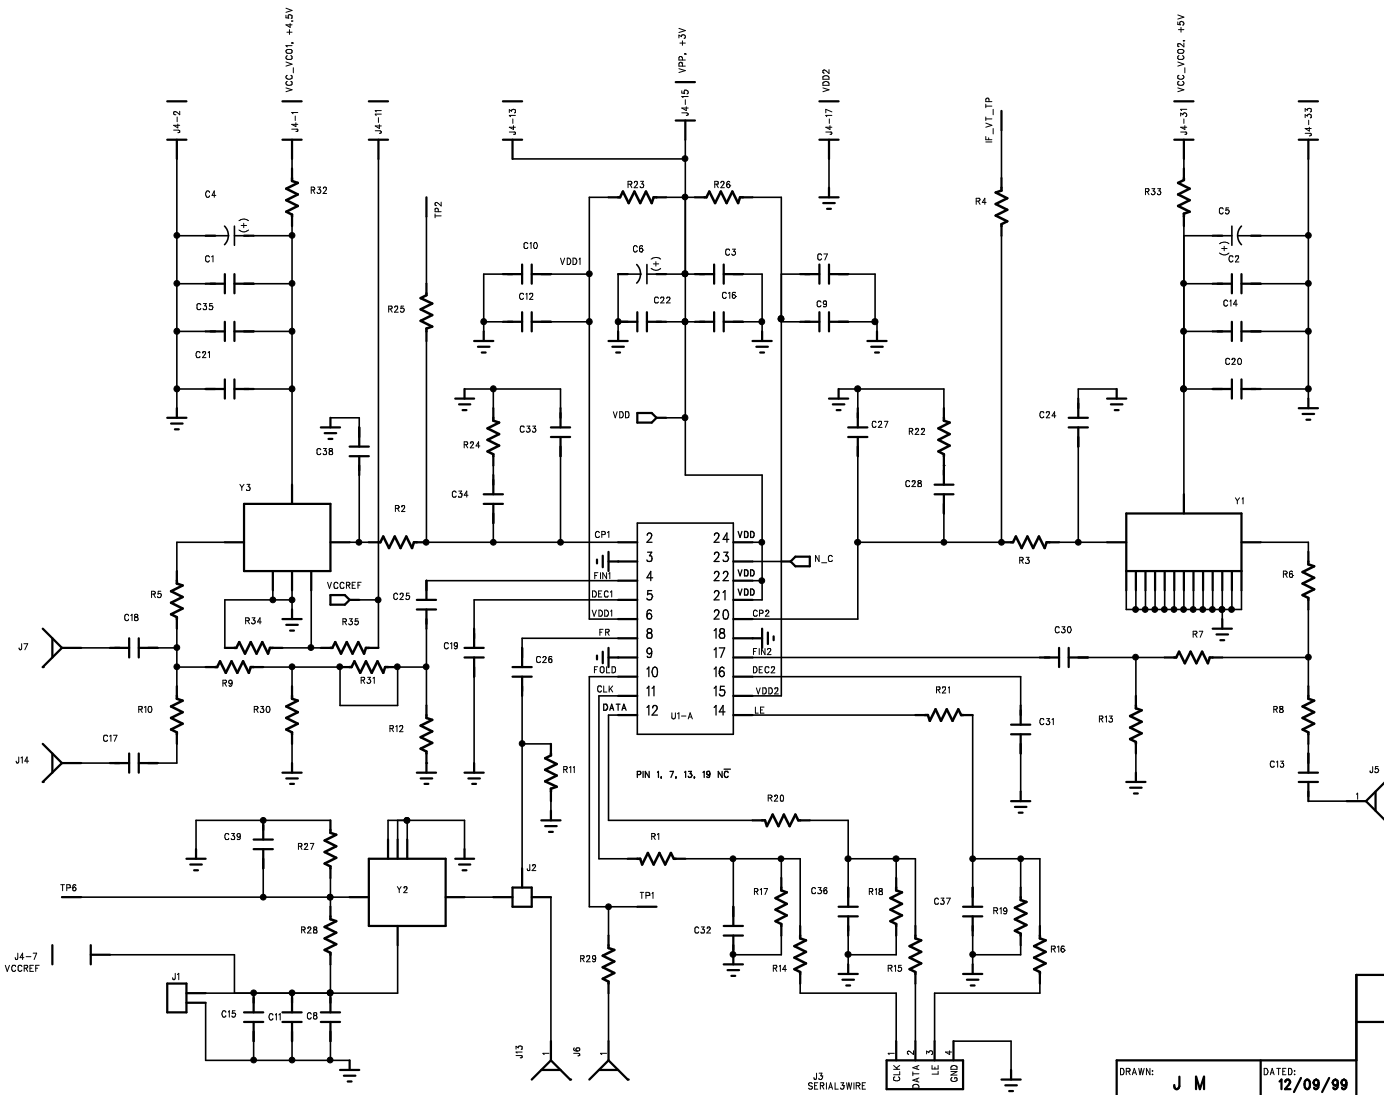 VCC_VCO1, +4.5V
VPP, +3V
VDD2
VCC_VCO2, +5V
J4-2
J4-1
J4-11
J4-13
J4-15
J4-17
IF_VT_TP
J4-31
J4-33
C4
R32
(+)
TP2
R23
R26
R4
R33
C5
(+)
C1
C10
VDD1
C6
(+)
C3
C7
C2
C35
R25
C12
C22
C16
C9
C14
C21
C20
VDD
C38
R24
C33
C27
R22
C24
C34
C28
Y3
R2
Y1
CP1
2
24
VDD
3
23
N_C
R3
FIN1
4
22
VDD
R5
VCCREF
C25
DEC1
5
21
VDD
R6
C18
R34
R35
VDD1
6
20
CP2
J7
FR
8
18
C19
C26
9
17
FIN2
C30
R7
R9
R31
FOLD
10
16
DEC2
CLK
11
15
VDD2
R21
R10
R30
DATA
12
14
LE
U1-A
C31
R13
R8
C17
R12
J14
R11
PIN 1, 7, 13, 19 NC
C13
J5
1
R20
C39
R27
R1
Y2
J2
TP6
TP1
R17
C36
R18
C37
R19
R28
C32
R14
R15
R16
J4-7
VCCREF
R29
J1
C15
C11
C8
J13
1
J6
1
J3
SERIAL3WIRE
1
2
3
4
CLK
DATA
LE
GND
DRAWN:
J M
DATED:
12/09/99